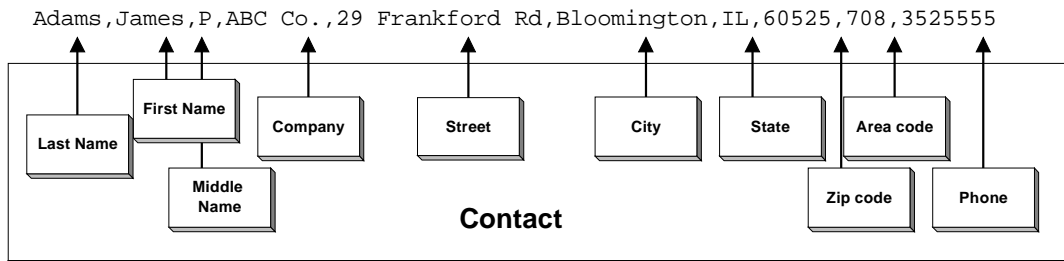 Adams,James,P,ABC Co.,29 Frankford Rd,Bloomington,IL,60525,708,3525555
First Name
Last Name
Company
Street
City
State
Area code
Middle
Name
Zip code
Phone
Contact